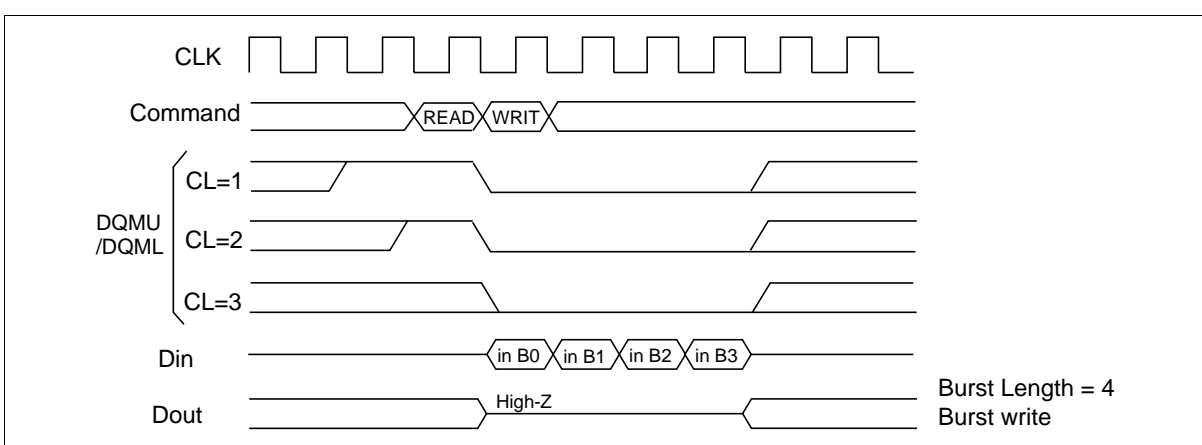 CLK
Command
READ
WRIT
CL=1
DQMU
/DQML
CL=2
CL=3
Din
in B0
in B1
in B2
in B3
Dout
High-Z
Burst Length = 4
Burst write